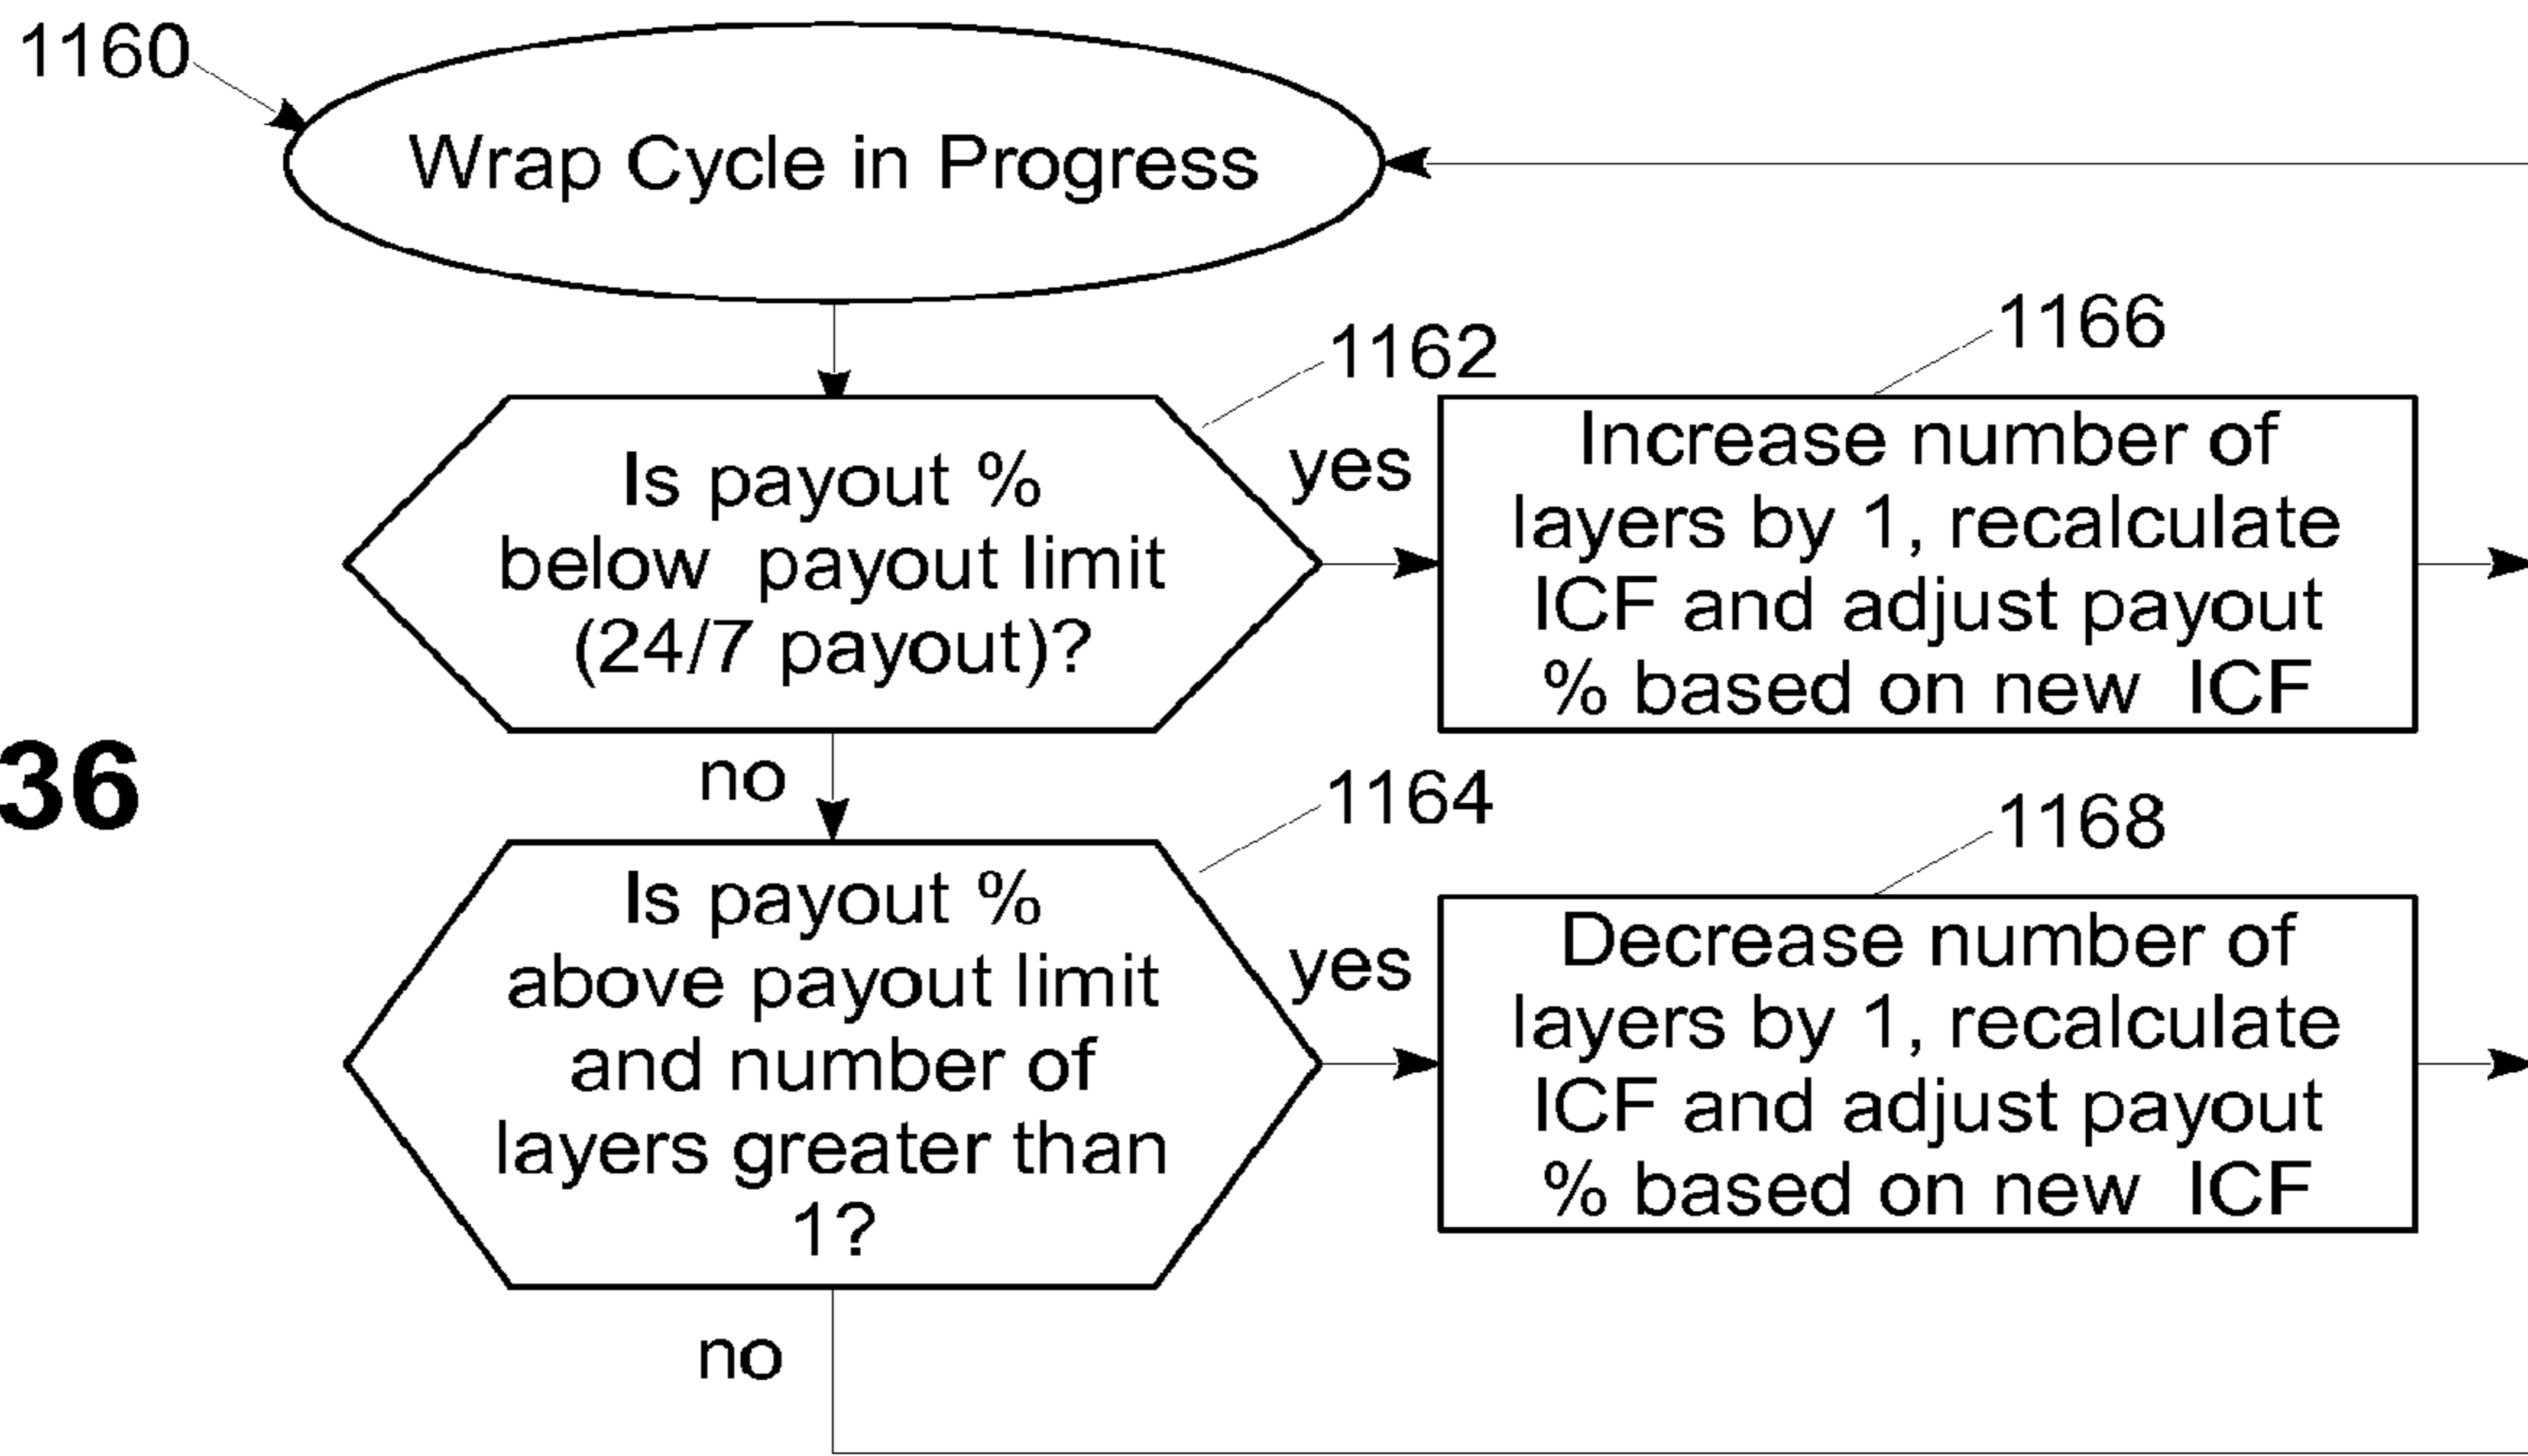 1160
Wrap Cycle in Progress
1162
1166
Is payout %
below payout limit
(24/7 payout)?
yes
Increase number of
layers by 1, recalculate
ICF and adjust payout
% based on new ICF
no
36
1164
1168
Is payout %
above payout limit
and number of
layers greater than
1?
yes
Decrease number of
layers by 1, recalculate
ICF and adjust payout
% based on new ICF
no